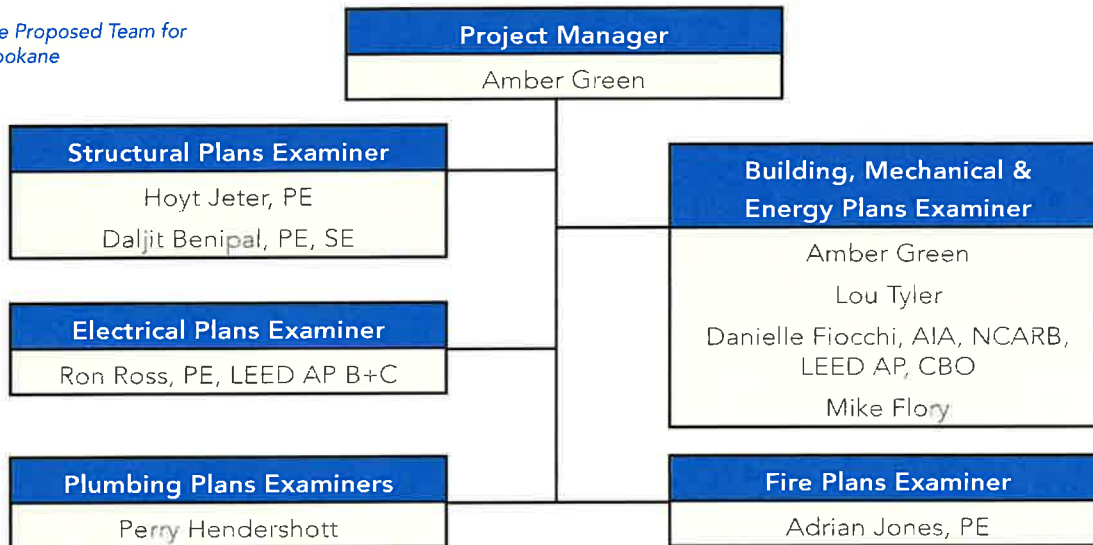 e Proposed Team for
pokane
Project Manager
Amber Green
Structural Plans Examiner
Hoyt Jeter, PE
Daljit Benipal, PE, SE
Building, Mechanical &
Energy Plans Examiner
Amber Green
Lou Tyler
Danielle Fiocchi, AIA, NCARB,
LEED AP, CBO
Mike Flory
Electrical Plans Examiner
Ron Ross, PE, LEED AP B+C
Plumbing Plans Examiners
Perry Hendershott
Fire Plans Examiner
Adrian Jones, PE